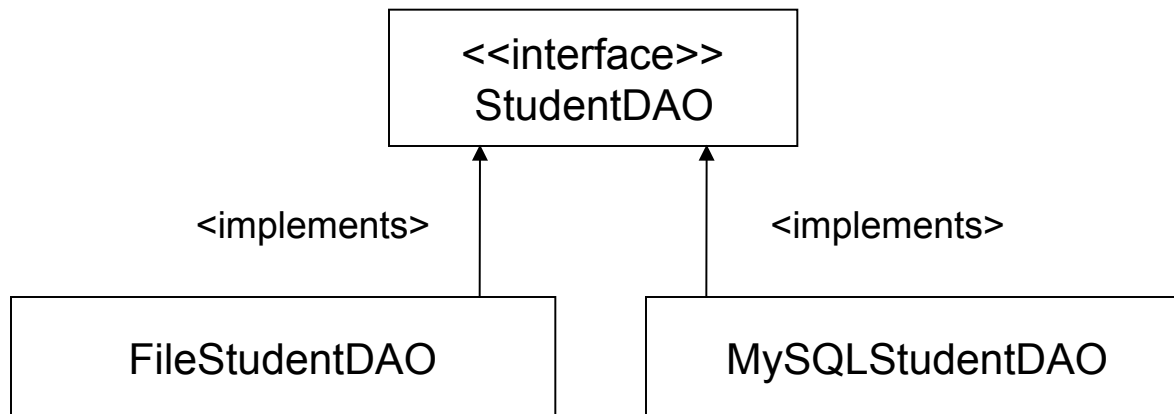 <<interface>>
StudentDAO
<implements>
<implements>
FileStudentDAO
MySQLStudentDAO